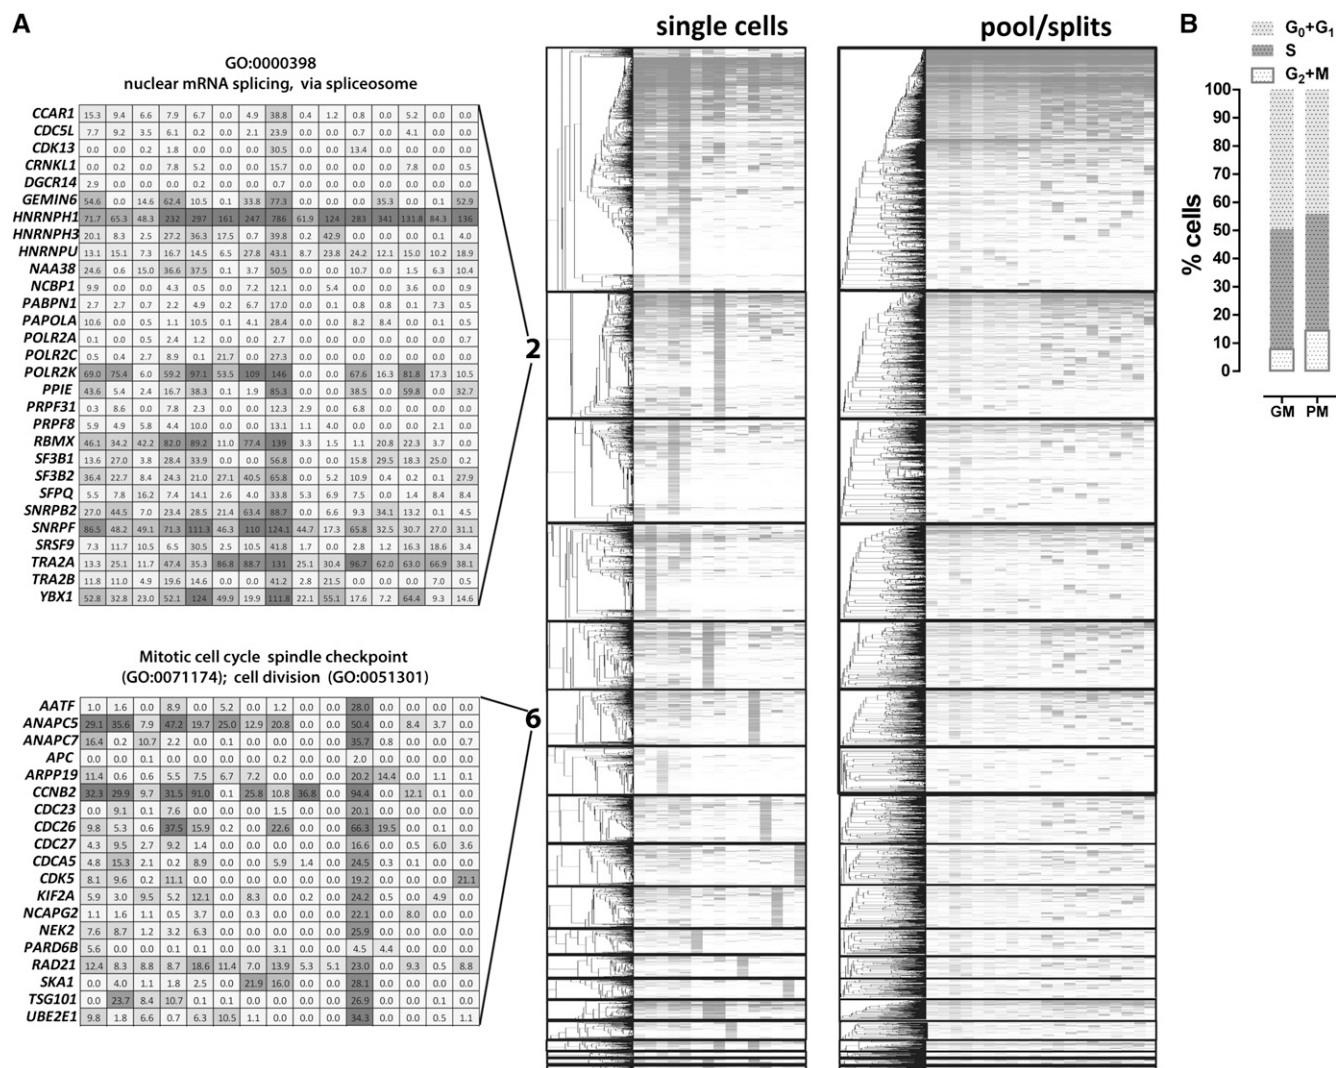 A
GO:0000398
nuclear mRNA splicing, via spliceosome
CCAR1 15.3 9.4 6.6 7.9 6.7 0.0 4.9 38.8 0.4 1.2 0.8 0.0 5.2 0.0 0.0
CDC5L 7.7 9.2 3.5 6.1 0.2 0.0 2.1 23.9 0.0 0.0 0.7 0.0 4.1 0.0 0.0
CDK13 0.0 0.0 0.2 1.8 0.0 0.0 0.0 30.5 0.0 0.0 13.4 0.0 0.0 0.0 0.0
CRNKL1 0.0 0.2 0.0 7.8 5.2 0.0 0.0 15.7 0.0 0.0 0.0 0.0 7.8 0.0 0.5
DGCR14 2.9 0.0 0.0 0.0 0.2 0.0 0.0 0.7 0.0 0.0 0.0 0.0 0.0 0.0 0.0
GEMIN6 54.6 0.0 14.6 62.4 10.5 0.1 33.8 77.3 0.0 0.0 0.0 35.3 0.0 0.1 52.9
HNRNPH1 71.7 65.3 48.3 232 297 161 247 786 61.9 124 283 341 131.8 84.3 136
HNRNPH3 20.1 8.3 2.5 27.2 36.3 17.5 0.7 39.8 0.2 42.9 0.0 0.0 0.0 0.1 4.0
HNRNPU 13.1 15.1 7.3 16.7 14.5 6.5 27.8 43.1 8.7 23.8 24.2 12.1 15.0 10.2 18.9
NAA38 24.6 0.6 15.0 36.6 37.5 0.1 3.7 50.5 0.0 0.0 10.7 0.0 1.5 6.3 10.4
NCBP1 9.9 0.0 0.0 4.3 0.5 0.0 7.2 12.1 0.0 5.4 0.0 0.0 3.6 0.0 0.9
PABPN1 2.7 0.7 0.7 2.2 4.9 0.2 6.7 17.0 0.0 0.1 0.8 0.8 0.1 7.3 0.5
PAPOLA 10.6 0.0 0.5 1.1 10.5 0.1 4.1 28.4 0.0 0.0 8.2 8.4 0.0 0.1 0.5
POLR2A 0.1 0.0 0.5 2.4 1.2 0.0 0.0 2.7 0.0 0.0 0.0 0.0 0.0 0.0 0.7
POLR2C 0.5 0.4 2.7 8.9 0.1 21.7 0.0 27.3 0.0 0.0 0.0 0.0 0.0 0.0 0.0
POLR2K 69.0 75.4 6.0 59.2 97.1 53.5 109 146 0.0 0.0 67.6 16.3 81.8 17.3 10.5
PPIE 43.6 5.4 2.4 16.7 38.3 0.1 1.9 85.3 0.0 0.0 38.5 0.0 59.8 0.0 32.7
PRPF31 0.3 8.6 0.0 7.8 2.3 0.0 0.0 12.3 2.9 0.0 6.8 0.0 0.0 0.0 0.0
PRPF8 5.9 4.9 5.8 4.4 10.0 0.0 0.0 13.1 1.1 4.0 0.0 0.0 0.0 2.1 0.0
RBMX 46.1 34.2 42.2 82.0 89.2 11.0 77.4 139 3.3 1.5 1.1 20.8 22.3 3.7 0.0
SF3B1 13.6 27.0 3.8 28.4 33.9 0.0 0.0 56.8 0.0 0.0 15.8 29.5 18.3 25.0 0.2
SF3B2 36.4 22.7 8.4 24.3 21.0 27.1 40.5 65.8 0.0 5.2 10.9 0.4 0.2 0.1 27.9
SFPQ 5.5 7.8 16.2 7.4 14.1 2.6 4.0 33.8 5.3 6.9 7.5 0.0 1.4 8.4 8.4
SNRPB2 27.0 44.5 7.0 23.4 28.5 21.4 63.4 88.7 0.0 6.6 9.3 34.1 13.2 0.1 4.5
SNRPF 86.5 48.2 49.1 71.3 111.3 46.3 110 124.1 44.7 17.3 65.8 32.5 30.7 27.0 31.1
SRSF9 7.3 11.7 10.5 6.5 30.5 2.5 10.5 41.8 1.7 0.0 2.8 1.2 16.3 18.6 3.4
TRA2A 13.3 25.1 11.7 47.4 35.3 86.8 88.7 131 25.1 30.4 96.7 62.0 63.0 66.9 38.1
TRA2B 11.8 11.0 4.9 19.6 14.6 0.0 0.0 41.2 2.8 21.5 0.0 0.0 0.0 7.0 0.5
YBX1 52.8 32.8 23.0 52.1 124 49.9 19.9 111.8 22.1 55.1 17.6 7.2 64.4 9.3 14.6
Mitotic cell cycle spindle checkpoint
(GO:0071174); cell division (GO:0051301)
AATF 1.0 1.6 0.0 8.9 0.0 5.2 0.0 1.2 0.0 0.0 28.0 0.0 0.0 0.0 0.0
ANAPC5 29.1 35.6 7.9 47.2 19.7 25.0 12.9 20.8 0.0 0.0 50.4 0.0 8.4 3.7 0.0
ANAPC7 16.4 0.2 10.7 2.2 0.0 0.1 0.0 0.0 0.0 0.0 35.7 0.8 0.0 0.0 0.7
APC 0.0 0.0 0.1 0.0 0.0 0.0 0.0 0.2 0.0 0.0 2.0 0.0 0.0 0.0 0.0
ARPP19 11.4 0.6 0.6 5.5 7.5 6.7 7.2 0.0 0.0 0.0 20.2 14.4 0.0 1.1 0.1
CCNB2 32.3 29.9 9.7 31.5 91.0 0.1 25.8 10.8 36.8 0.0 94.4 0.0 12.1 0.1 0.0
CDC23 0.0 9.1 0.1 7.6 0.0 0.0 0.0 1.5 0.0 0.0 20.1 0.0 0.0 0.0 0.0
CDC26 9.8 5.3 0.6 37.5 15.9 0.2 0.0 22.6 0.0 0.0 66.3 19.5 0.0 0.1 0.0
CDC27 4.3 9.5 2.7 9.2 1.4 0.0 0.0 0.0 0.0 0.0 16.6 0.0 0.5 6.0 3.6
CDCA5 4.8 15.3 2.1 0.2 8.9 0.0 0.0 5.9 1.4 0.0 24.5 0.3 0.1 0.0 0.0
CDK5 8.1 9.6 0.2 11.1 0.0 0.0 0.0 0.0 0.0 0.0 19.2 0.0 0.0 0.0 21.1
KIF2A 5.9 3.0 9.5 5.2 12.1 0.0 8.3 0.0 0.2 0.0 24.2 0.5 0.0 4.9 0.0
NCAPG2 1.1 1.6 1.1 0.5 3.7 0.0 0.3 0.0 0.0 0.0 22.1 0.0 8.0 0.0 0.0
NEK2 7.6 8.7 1.2 3.2 6.3 0.0 0.0 0.0 0.0 0.0 25.9 0.0 0.0 0.0 0.0
PARD6B 5.6 0.0 0.0 0.1 0.1 0.0 0.0 3.1 0.0 0.0 4.5 4.4 0.0 0.0 0.0
RAD21 12.4 8.3 8.8 8.7 18.6 11.4 7.0 13.9 5.3 5.1 23.0 0.0 9.3 0.5 8.8
SKA1 0.0 4.0 1.1 1.8 2.5 0.0 21.9 16.0 0.0 0.0 28.1 0.0 0.0 0.0 0.0
TSG101 0.0 23.7 8.4 10.7 0.1 0.1 0.0 0.0 0.0 0.0 26.9 0.0 0.0 0.0 0.0
UBE2E1 9.8 1.8 6.6 0.7 6.3 10.5 1.1 0.0 0.0 0.0 34.3 0.0 0.0 0.5 1.1
2
6
single cells
pool/splits
B
G0+G1
S
G2+M
% cells
100
90
80
70
60
50
40
30
20
10
0
GM PM